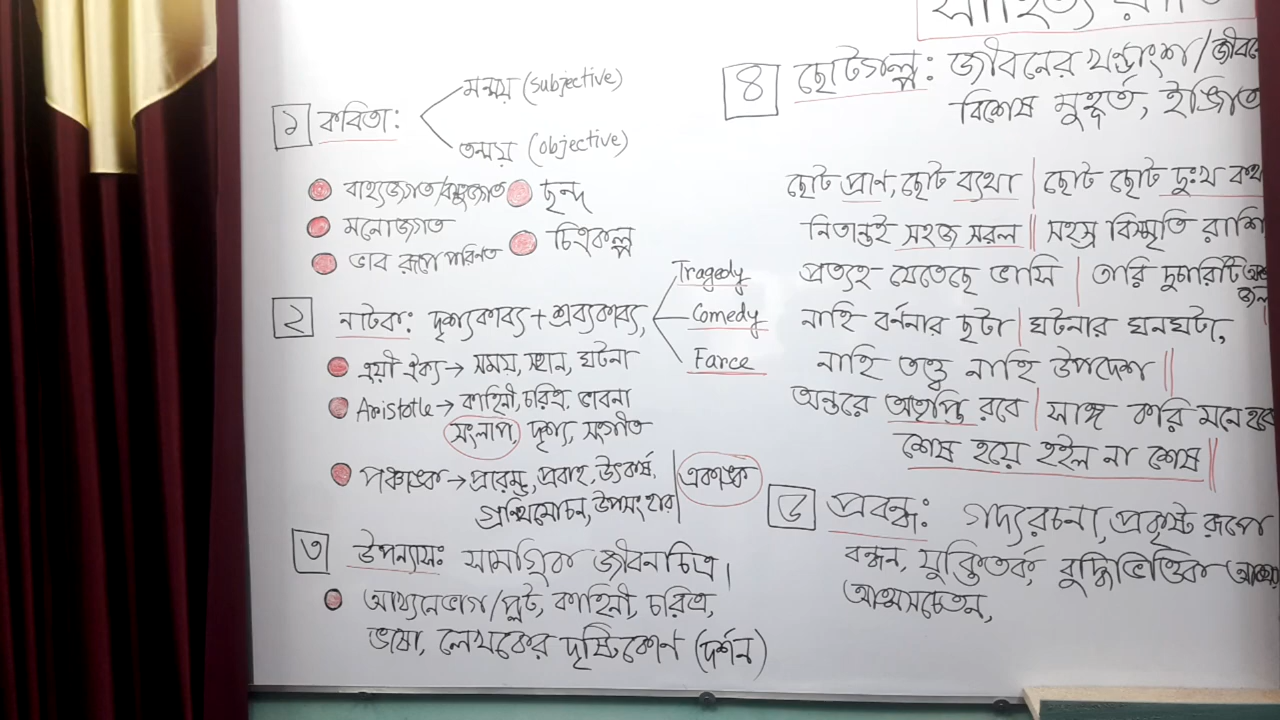 সাহিত্য
১ কবিতা:
মন্ময় (subjective)
তন্ময় (objective)
বাহ্যজগত/বস্তুজগত
ছন্দ
মনোজগত
চিত্রকল্প
ভাব রূপে পরিণত
২ নাটক: দৃশ্যকাব্য + শ্রব্যকাব্য,
Tragedy
Comedy
Farce
ত্রয়ী ঐক্য → সময়, স্থান, ঘটনা
Aristotle → কাহিনী, চরিত্র, ভাবনা
সংলাপ, দৃশ্য, সংগীত
পঞ্চাঙ্ক → প্রারম্ভ, প্রবাহ, উৎকর্ষ,
গ্রন্থিমোচন, উপসংহার | একাঙ্ক
৩ উপন্যাস: সামগ্রিক জীবনচিত্র।
আখ্যানভাগ/প্লট, কাহিনী, চরিত্র,
ভাষা, লেখকের দৃষ্টিকোণ (দর্শন)
৪ ছোটগল্প: জীবনের খণ্ডাংশ/জীবনে
বিশেষ মুহূর্ত, ইঙ্গিত
ছোট প্রাণ, ছোট ব্যথা | ছোট ছোট দুঃখ কথা
নিতান্তই সহজ সরল || সহস্র বিস্মৃতি রাশি
প্রত্যহ যেতেছে ভাসি | তারি দুচারিটি অশ্রু
জল
নাহি বর্ণনার ছটা | ঘটনার ঘনঘটা,
নাহি তত্ত্ব নাহি উপদেশ ||
অন্তরে অতৃপ্তি রবে | সাঙ্গ করি মনে হবে
শেষ হয়ে হইল না শেষ ||
৫ প্রবন্ধ: গদ্যরচনা, প্রকৃষ্ট রূপে
বন্ধন, যুক্তিতর্ক, বুদ্ধিভিত্তিক
আত্মসচেতন,